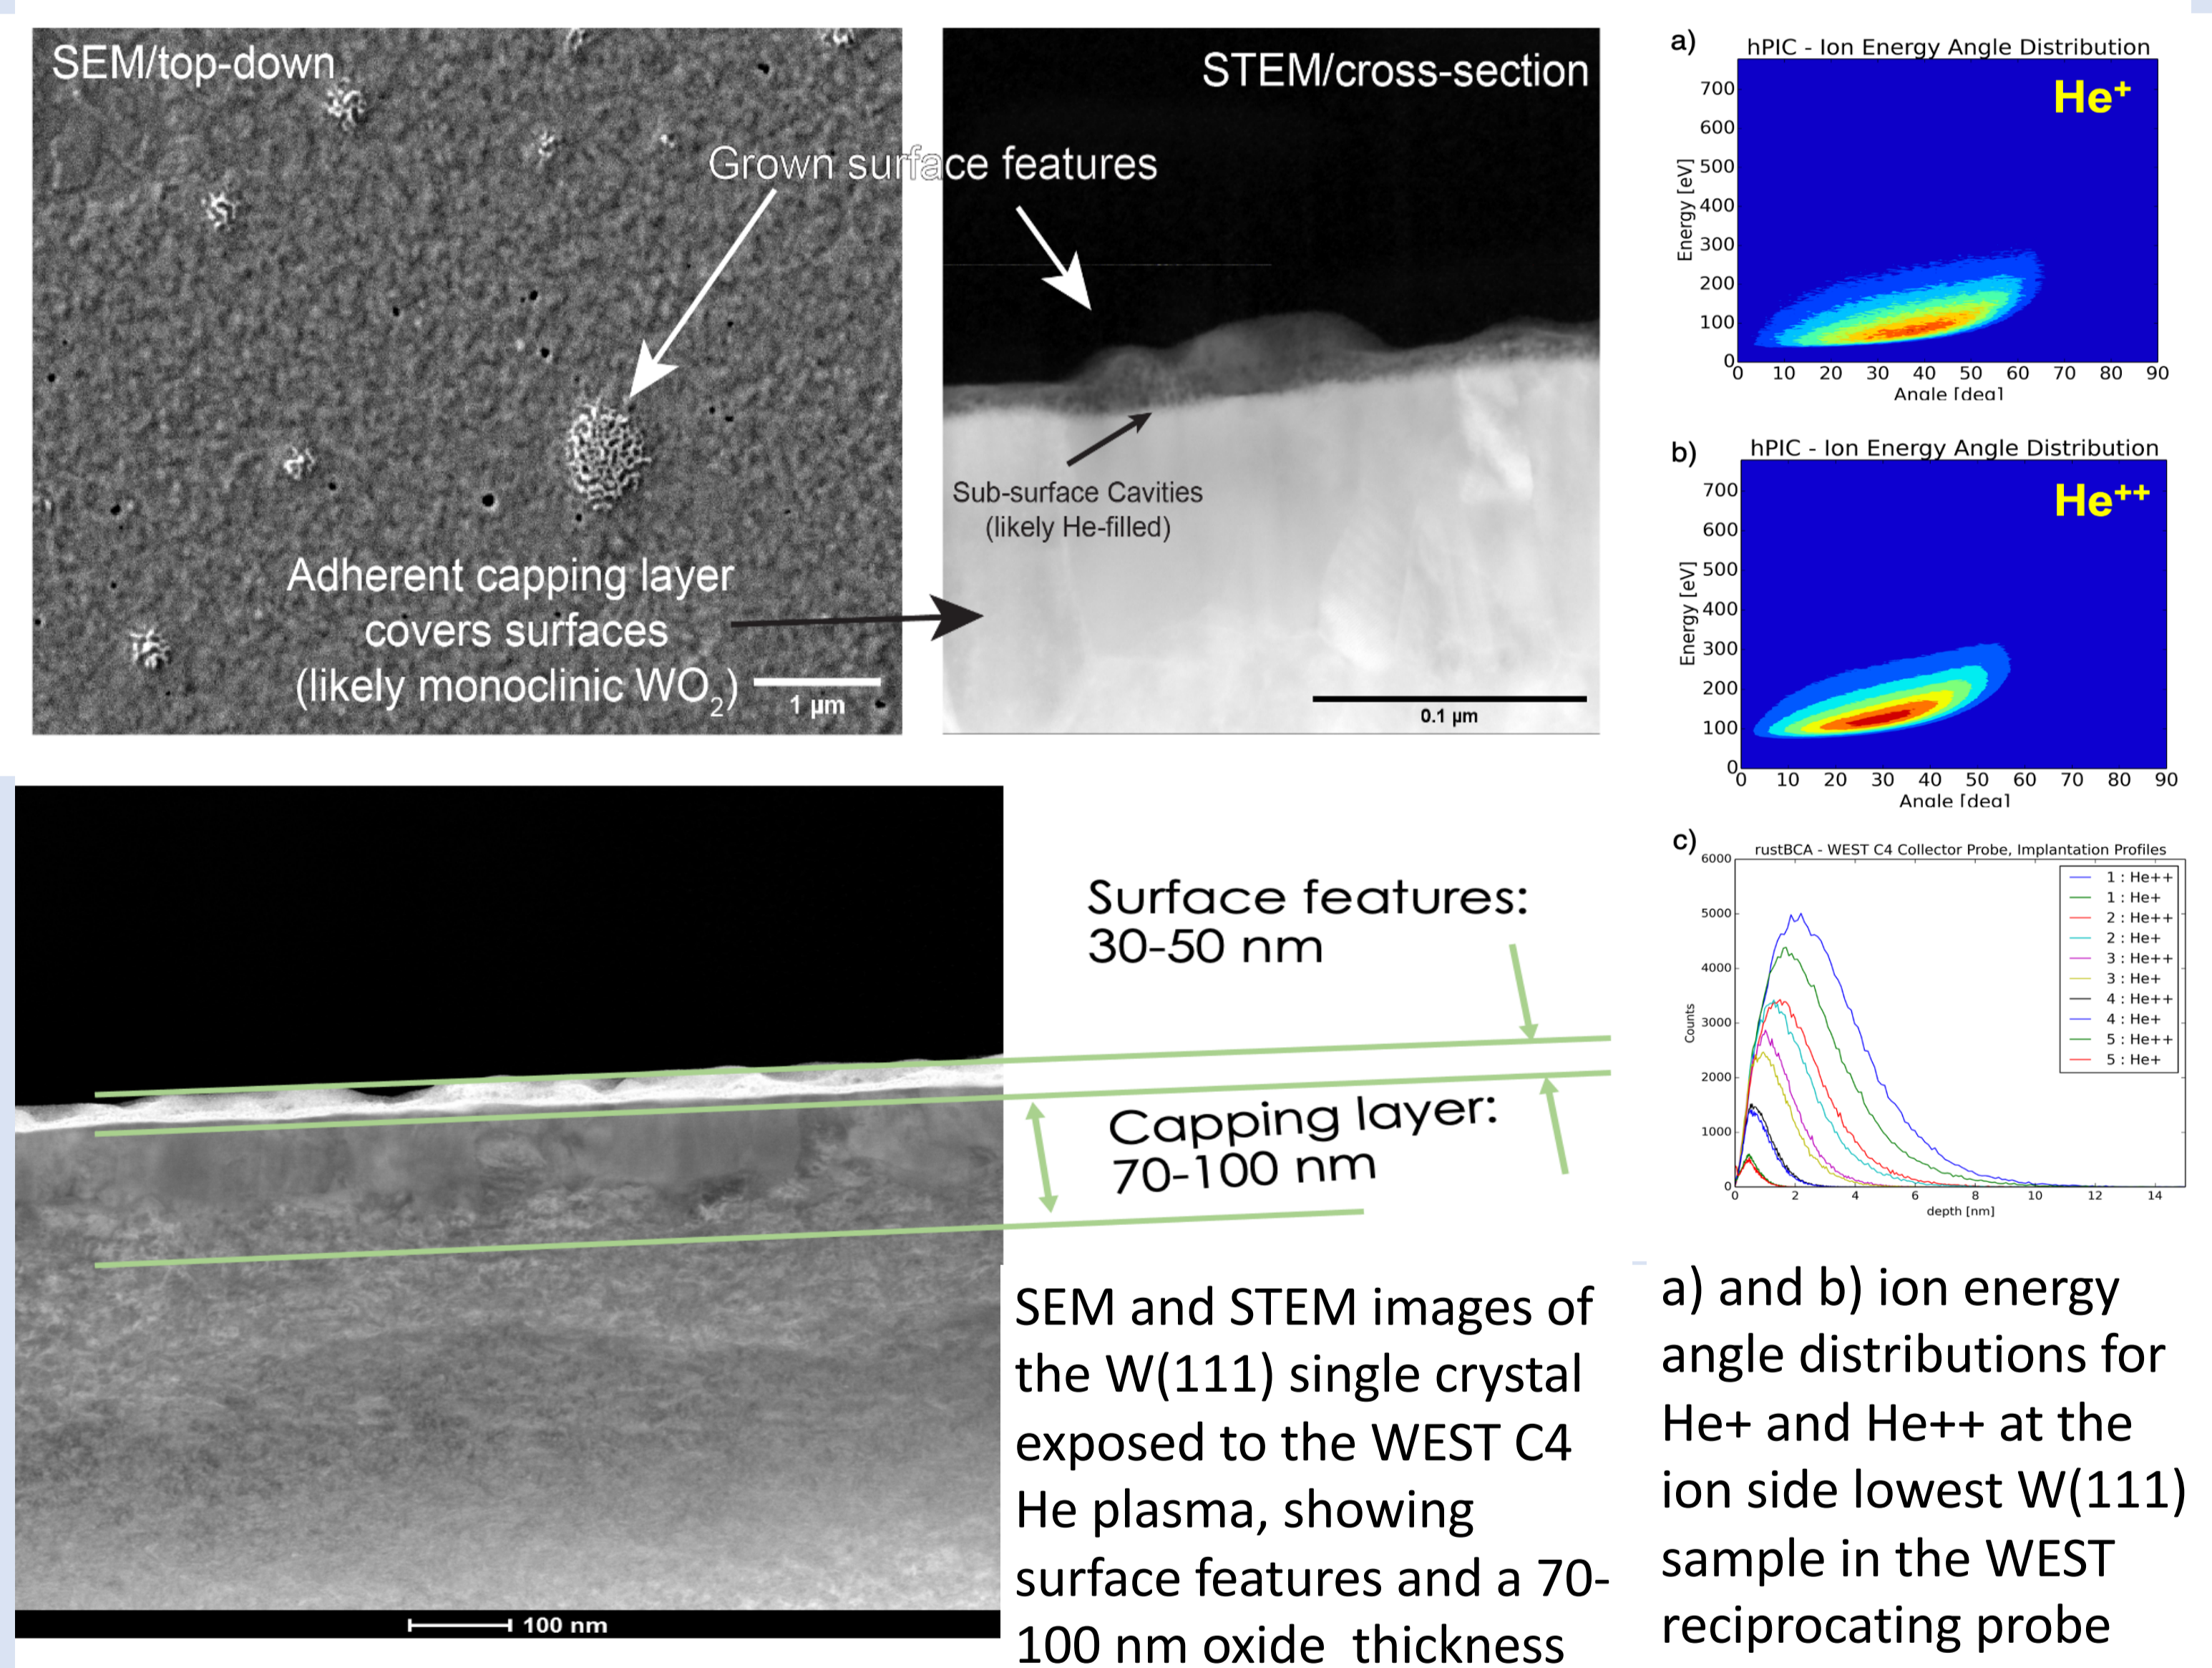 SEM/top-down
Grown surface features
Adherent capping layer
covers surfaces
(likely monoclinic WO₂)
1 µm
STEM/cross-section
Sub-surface Cavities
(likely He-filled)
0.1 µm
a)
hPIC - Ion Energy Angle Distribution
He⁺
Energy [eV]
700
600
500
400
300
200
100
0
0 10 20 30 40 50 60 70 80 90
Angle [deg]
b)
hPIC - Ion Energy Angle Distribution
He⁺⁺
Energy [eV]
700
600
500
400
300
200
100
0
0 10 20 30 40 50 60 70 80 90
Angle [deg]
c)
rustBCA - WEST C4 Collector Probe, Implantation Profiles
Counts
6000
5000
4000
3000
2000
1000
0
0 2 4 6 8 10 12 14
depth [nm]
1 : He++
1 : He+
2 : He++
2 : He+
3 : He++
3 : He+
4 : He++
4 : He+
5 : He++
5 : He+
Surface features:
30-50 nm
Capping layer:
70-100 nm
100 nm
SEM and STEM images of
the W(111) single crystal
exposed to the WEST C4
He plasma, showing
surface features and a 70-
100 nm oxide thickness
a) and b) ion energy
angle distributions for
He+ and He++ at the
ion side lowest W(111)
sample in the WEST
reciprocating probe